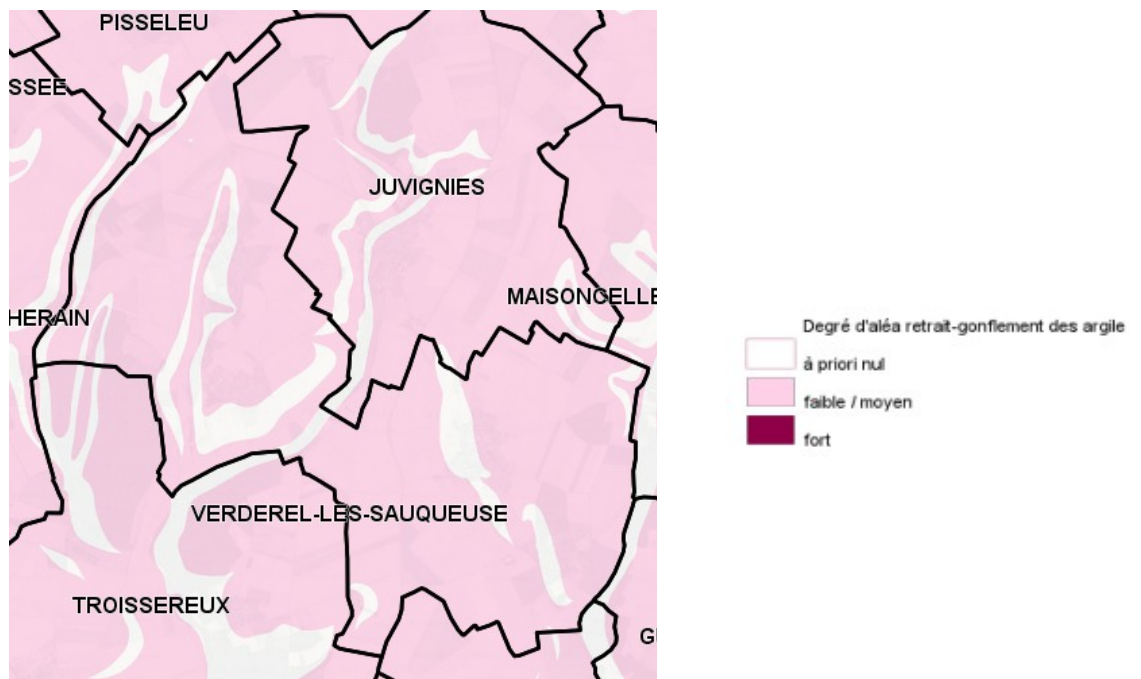 PISSELEU
SSEE
JUVIGNIES
MAISONCELLE
HERAIN
VERDEREL-LES-SAUQUEUSE
TROISSEREUX
G
Degré d'aléa retrait-gonflement des argile
à priori nul
faible / moyen
fort